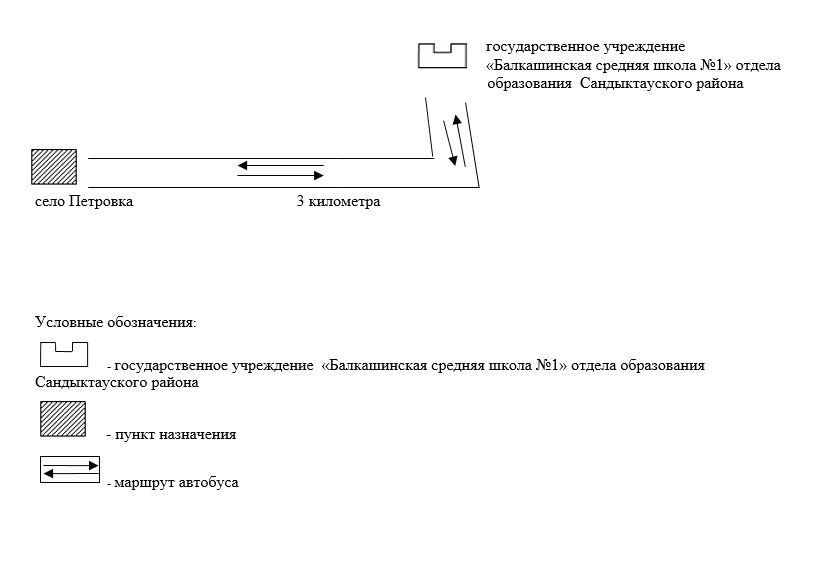 государственное учреждение
«Балкашинская средняя школа №1» отдела
образования Сандыктауского района
село Петровка
3 километра
Условные обозначения:
- государственное учреждение «Балкашинская средняя школа №1» отдела образования
Сандыктауского района
- пункт назначения
- маршрут автобуса